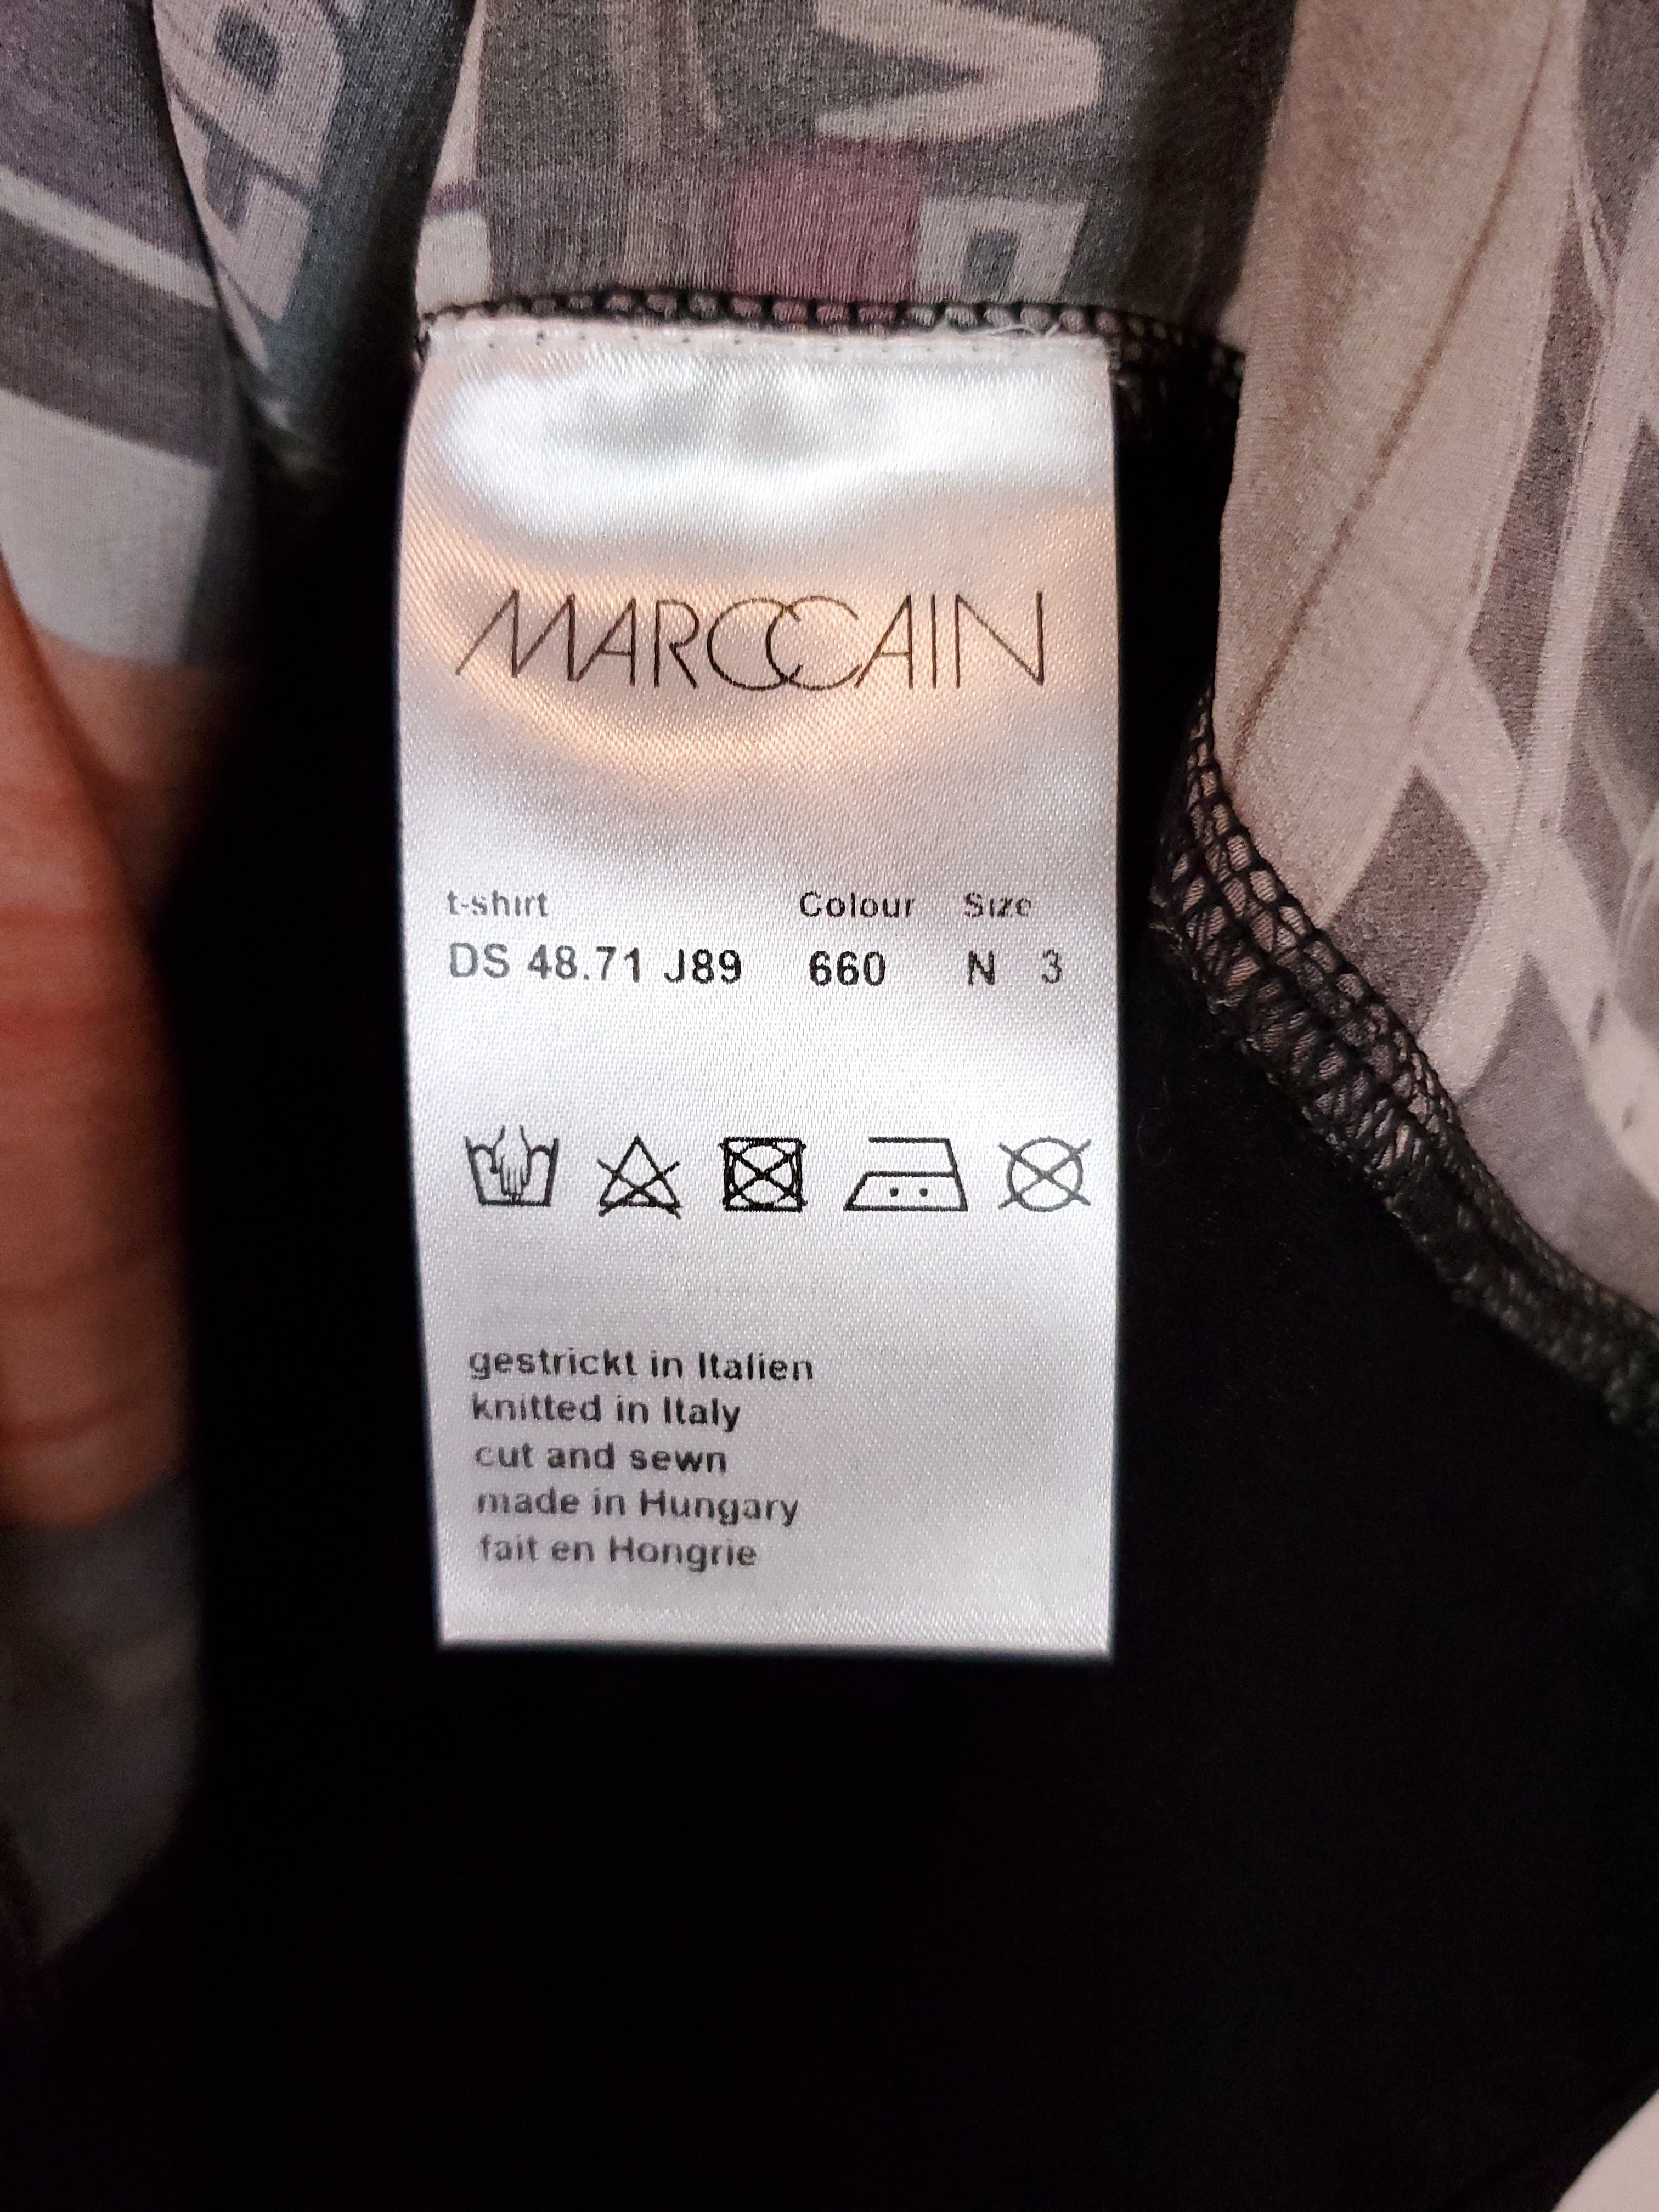 MARCCAIN
t-shirt Colour Size
DS 48.71 J89 660 N 3
gestrickt in Italien
knitted in Italy
cut and sewn
made in Hungary
fait en Hongrie